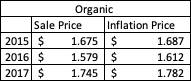 Organic
Sale Price Inflation Price
2015 $ 1.675 $ 1.687
2016 $ 1.579 $ 1.612
2017 $ 1.745 $ 1.782